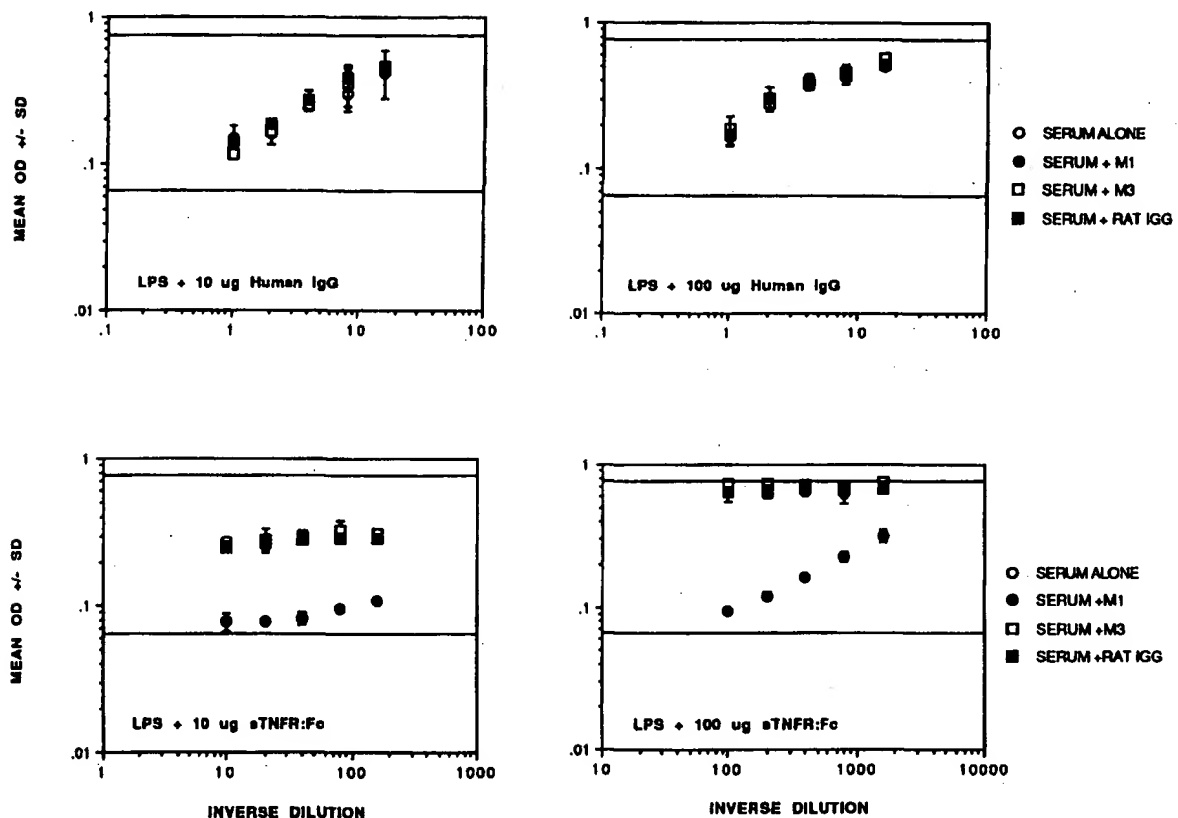 1
.1
.01
MEAN OD +/- SD
LPS + 10 ug Human IgG
.1
1
10
100
1
.1
.01
LPS + 100 ug Human IgG
.1
1
10
100
SERUM ALONE
SERUM + M1
SERUM + M3
SERUM + RAT IGG
1
.1
.01
MEAN OD +/- SD
LPS + 10 ug sTNFR:Fc
1
10
100
1000
INVERSE DILUTION
1
.1
.01
LPS + 100 ug sTNFR:Fc
10
100
1000
10000
INVERSE DILUTION
SERUM ALONE
SERUM +M1
SERUM +M3
SERUM +RAT IGG